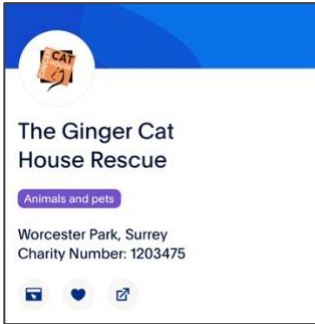 CAT
The Ginger Cat
House Rescue
Animals and pets
Worcester Park, Surrey
Charity Number: 1203475